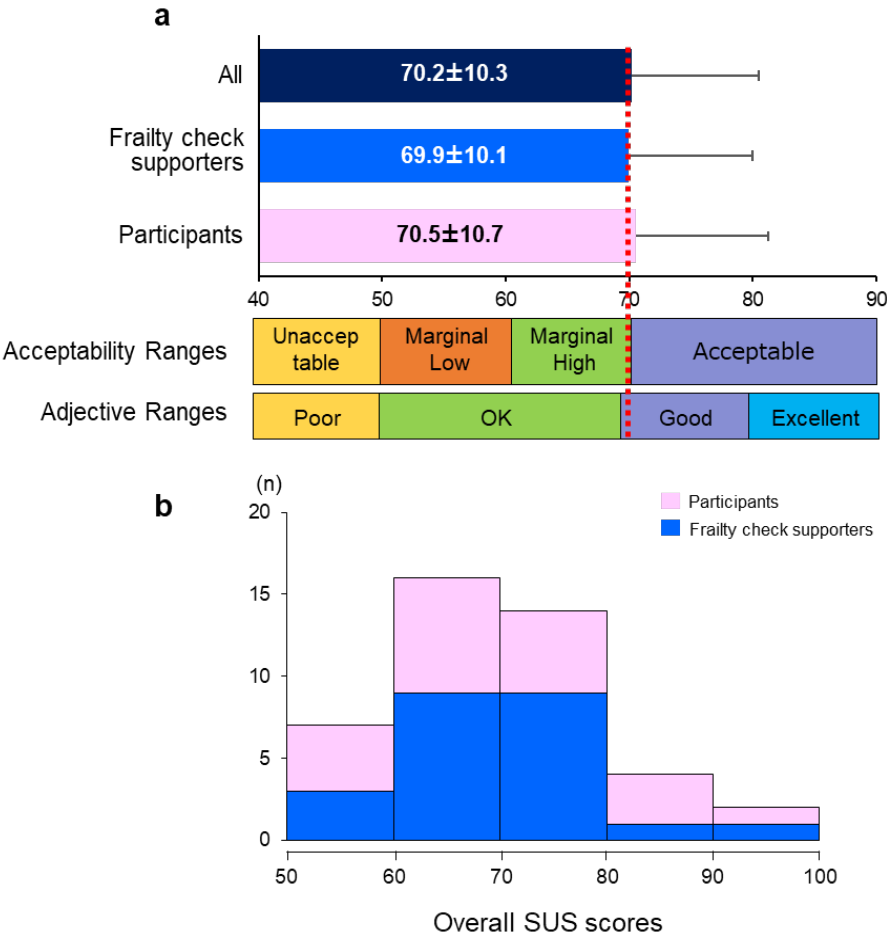 a
All
70.2±10.3
Frailty check
supporters
69.9±10.1
Participants
70.5±10.7
40 50 60 70 80 90
Acceptability Ranges
Unaccep
table
Marginal
Low
Marginal
High
Acceptable
Adjective Ranges
Poor
OK
Good
Excellent
b
(n)
Participants
Frailty check supporters
20
15
10
5
0
50 60 70 80 90 100
Overall SUS scores